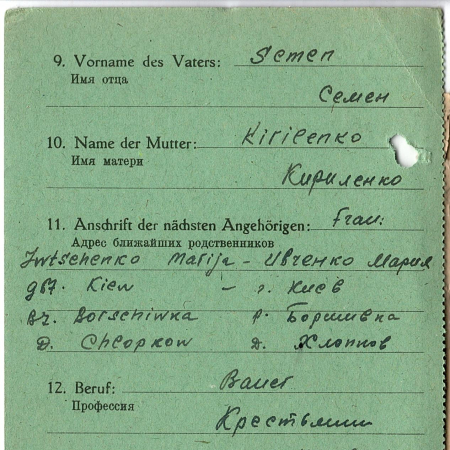 9. Vorname des Vaters: Semen
Имя отца
Семен
10. Name der Mutter: Kirilenko
Имя матери
Кириленко
11. Anschrift der nächsten Angehörigen: Frau:
Адрес ближайших родственников
Iwtschenko Marija - Ивченко Мария
Kiew - г. Киев
Borschiwka р. Боршивка
D. Chlopkow д. Хлопков
12. Beruf: Bauer
Профессия
Крестьянин